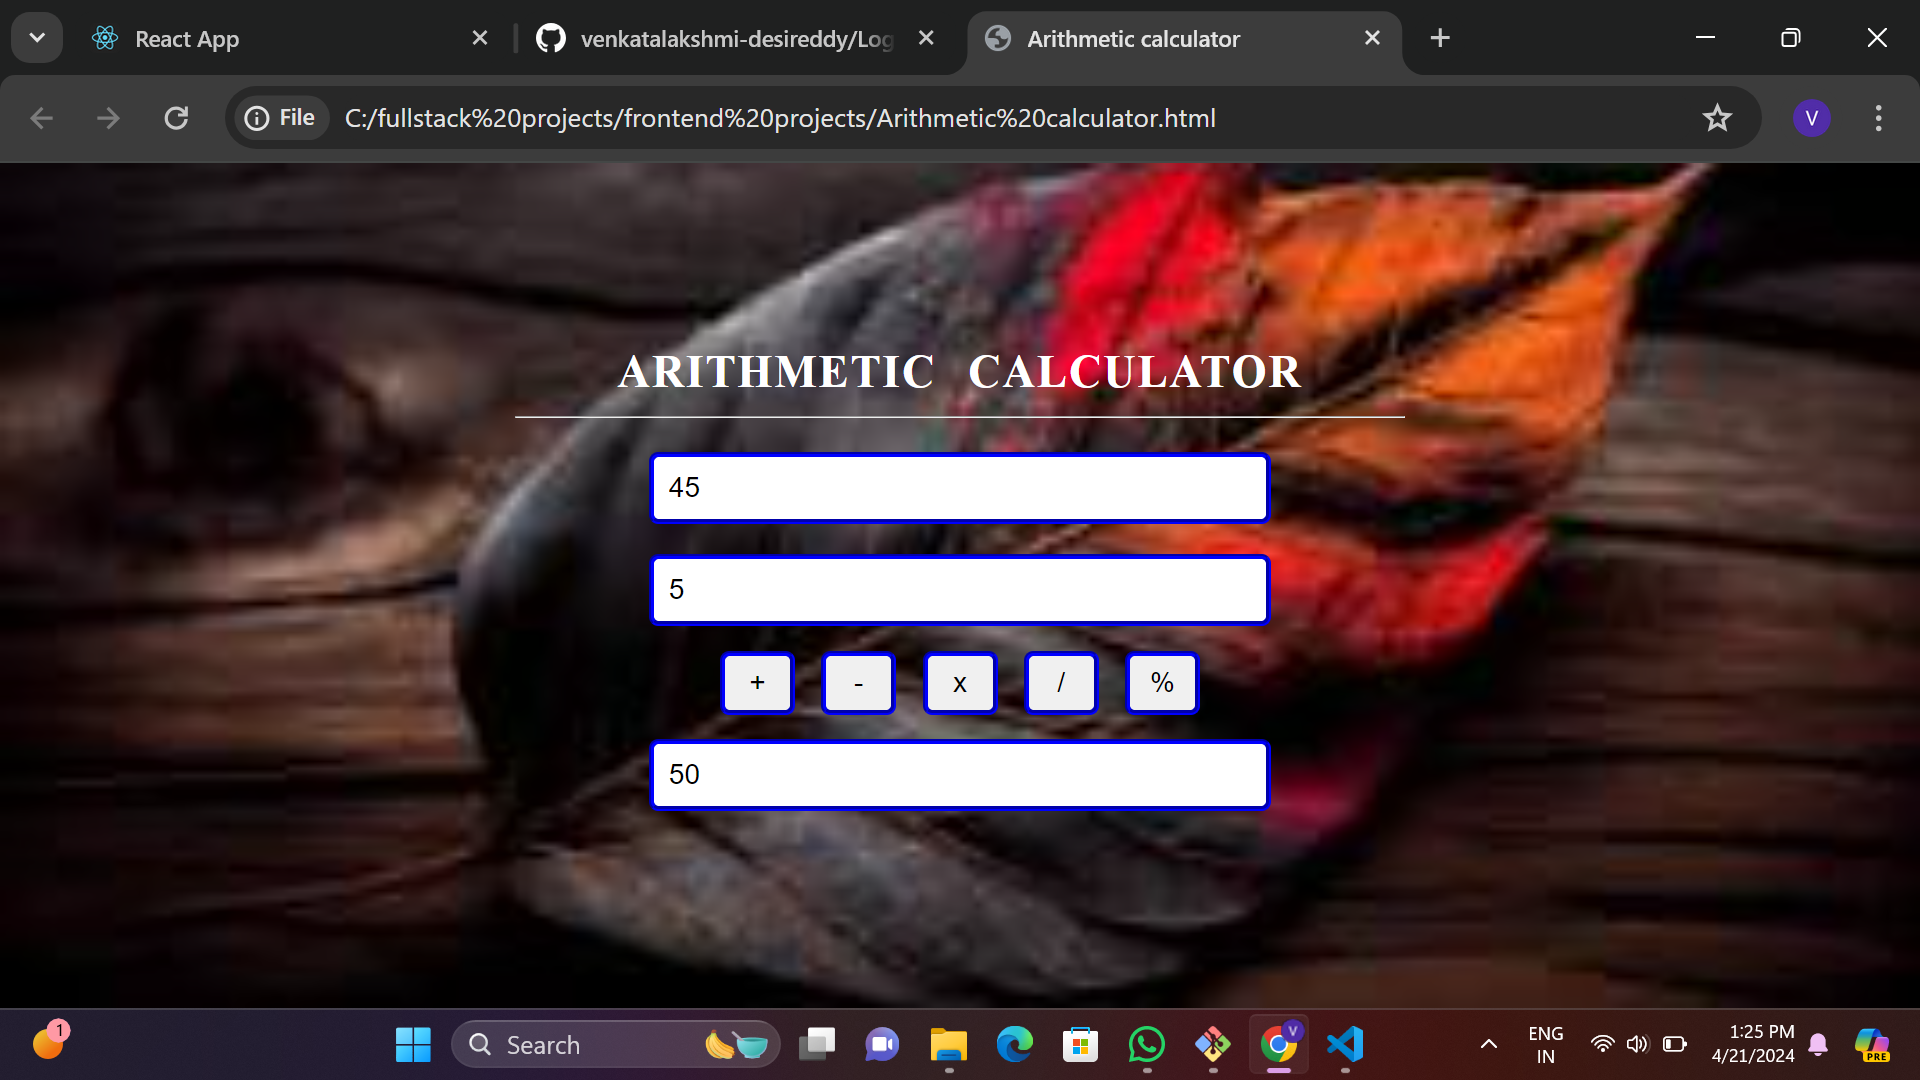 React App
venkatalakshmi-desireddy/Log
Arithmetic calculator
File
C:/fullstack%20projects/frontend%20projects/Arithmetic%20calculator.html
V
ARITHMETIC CALCULATOR
45
5
+ - x / %
50
1
Search
V
ENG
IN
1:25 PM
4/21/2024
PRE